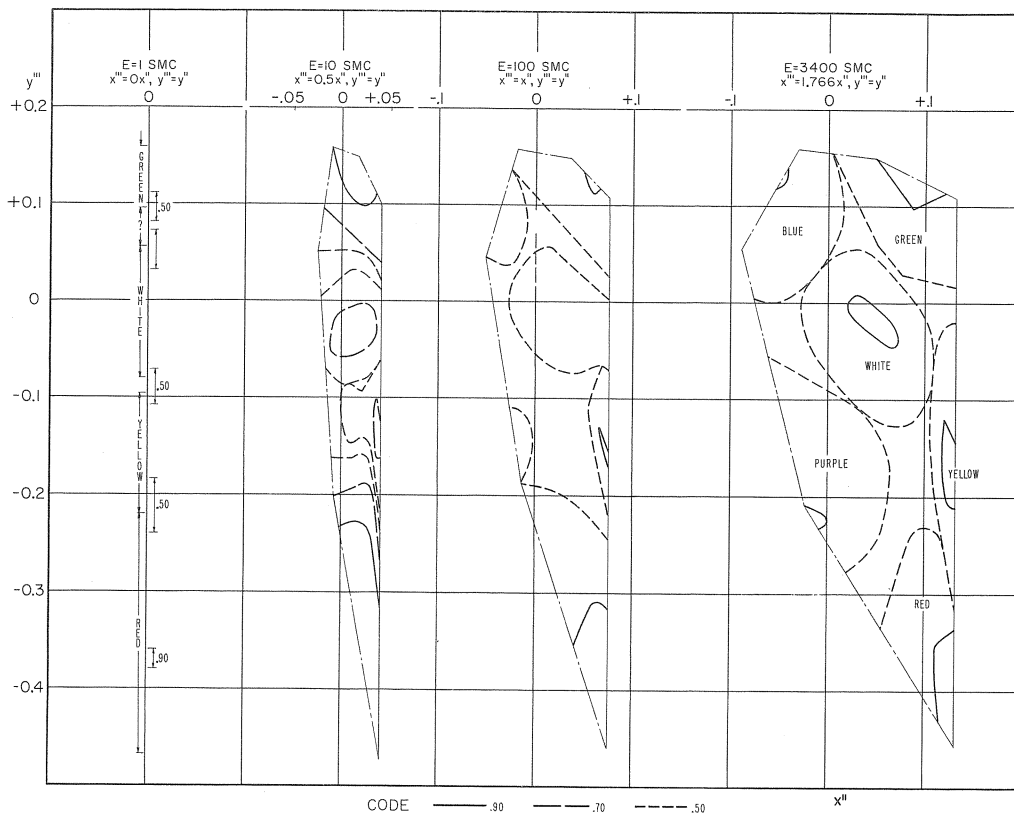 E=1 SMC
x'''=0x'', y'''=y''
0
E=10 SMC
x'''=0.5x'', y'''=y''
-.05 0 +.05
E=100 SMC
x'''=x'', y'''=y''
-.1 0 +.1
E=3400 SMC
x'''=1.766x'', y'''=y''
-.1 0 +.1
y'''
+0.2
+0.1
0
-0.1
-0.2
-0.3
-0.4
GREEN
-?-
WHITE
YELLOW
RED
.50
.50
.50
.90
BLUE
GREEN
WHITE
PURPLE
YELLOW
RED
x''
CODE .90 .70 .50